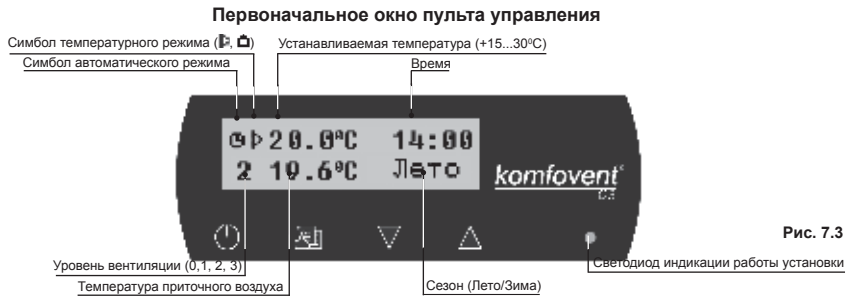 Первоначальное окно пульта управления
Символ температурного режима (, )
Устанавливаемая температура (+15...30⁰С)
Символ автоматического режима
Время
20.0ºC 14:00
2 19.6ºC Лето
komfovent
C3
Рис. 7.3
Уровень вентиляции (0,1, 2, 3)
Светодиод индикации работы установки
Температура приточного воздуха
Сезон (Лето/Зима)